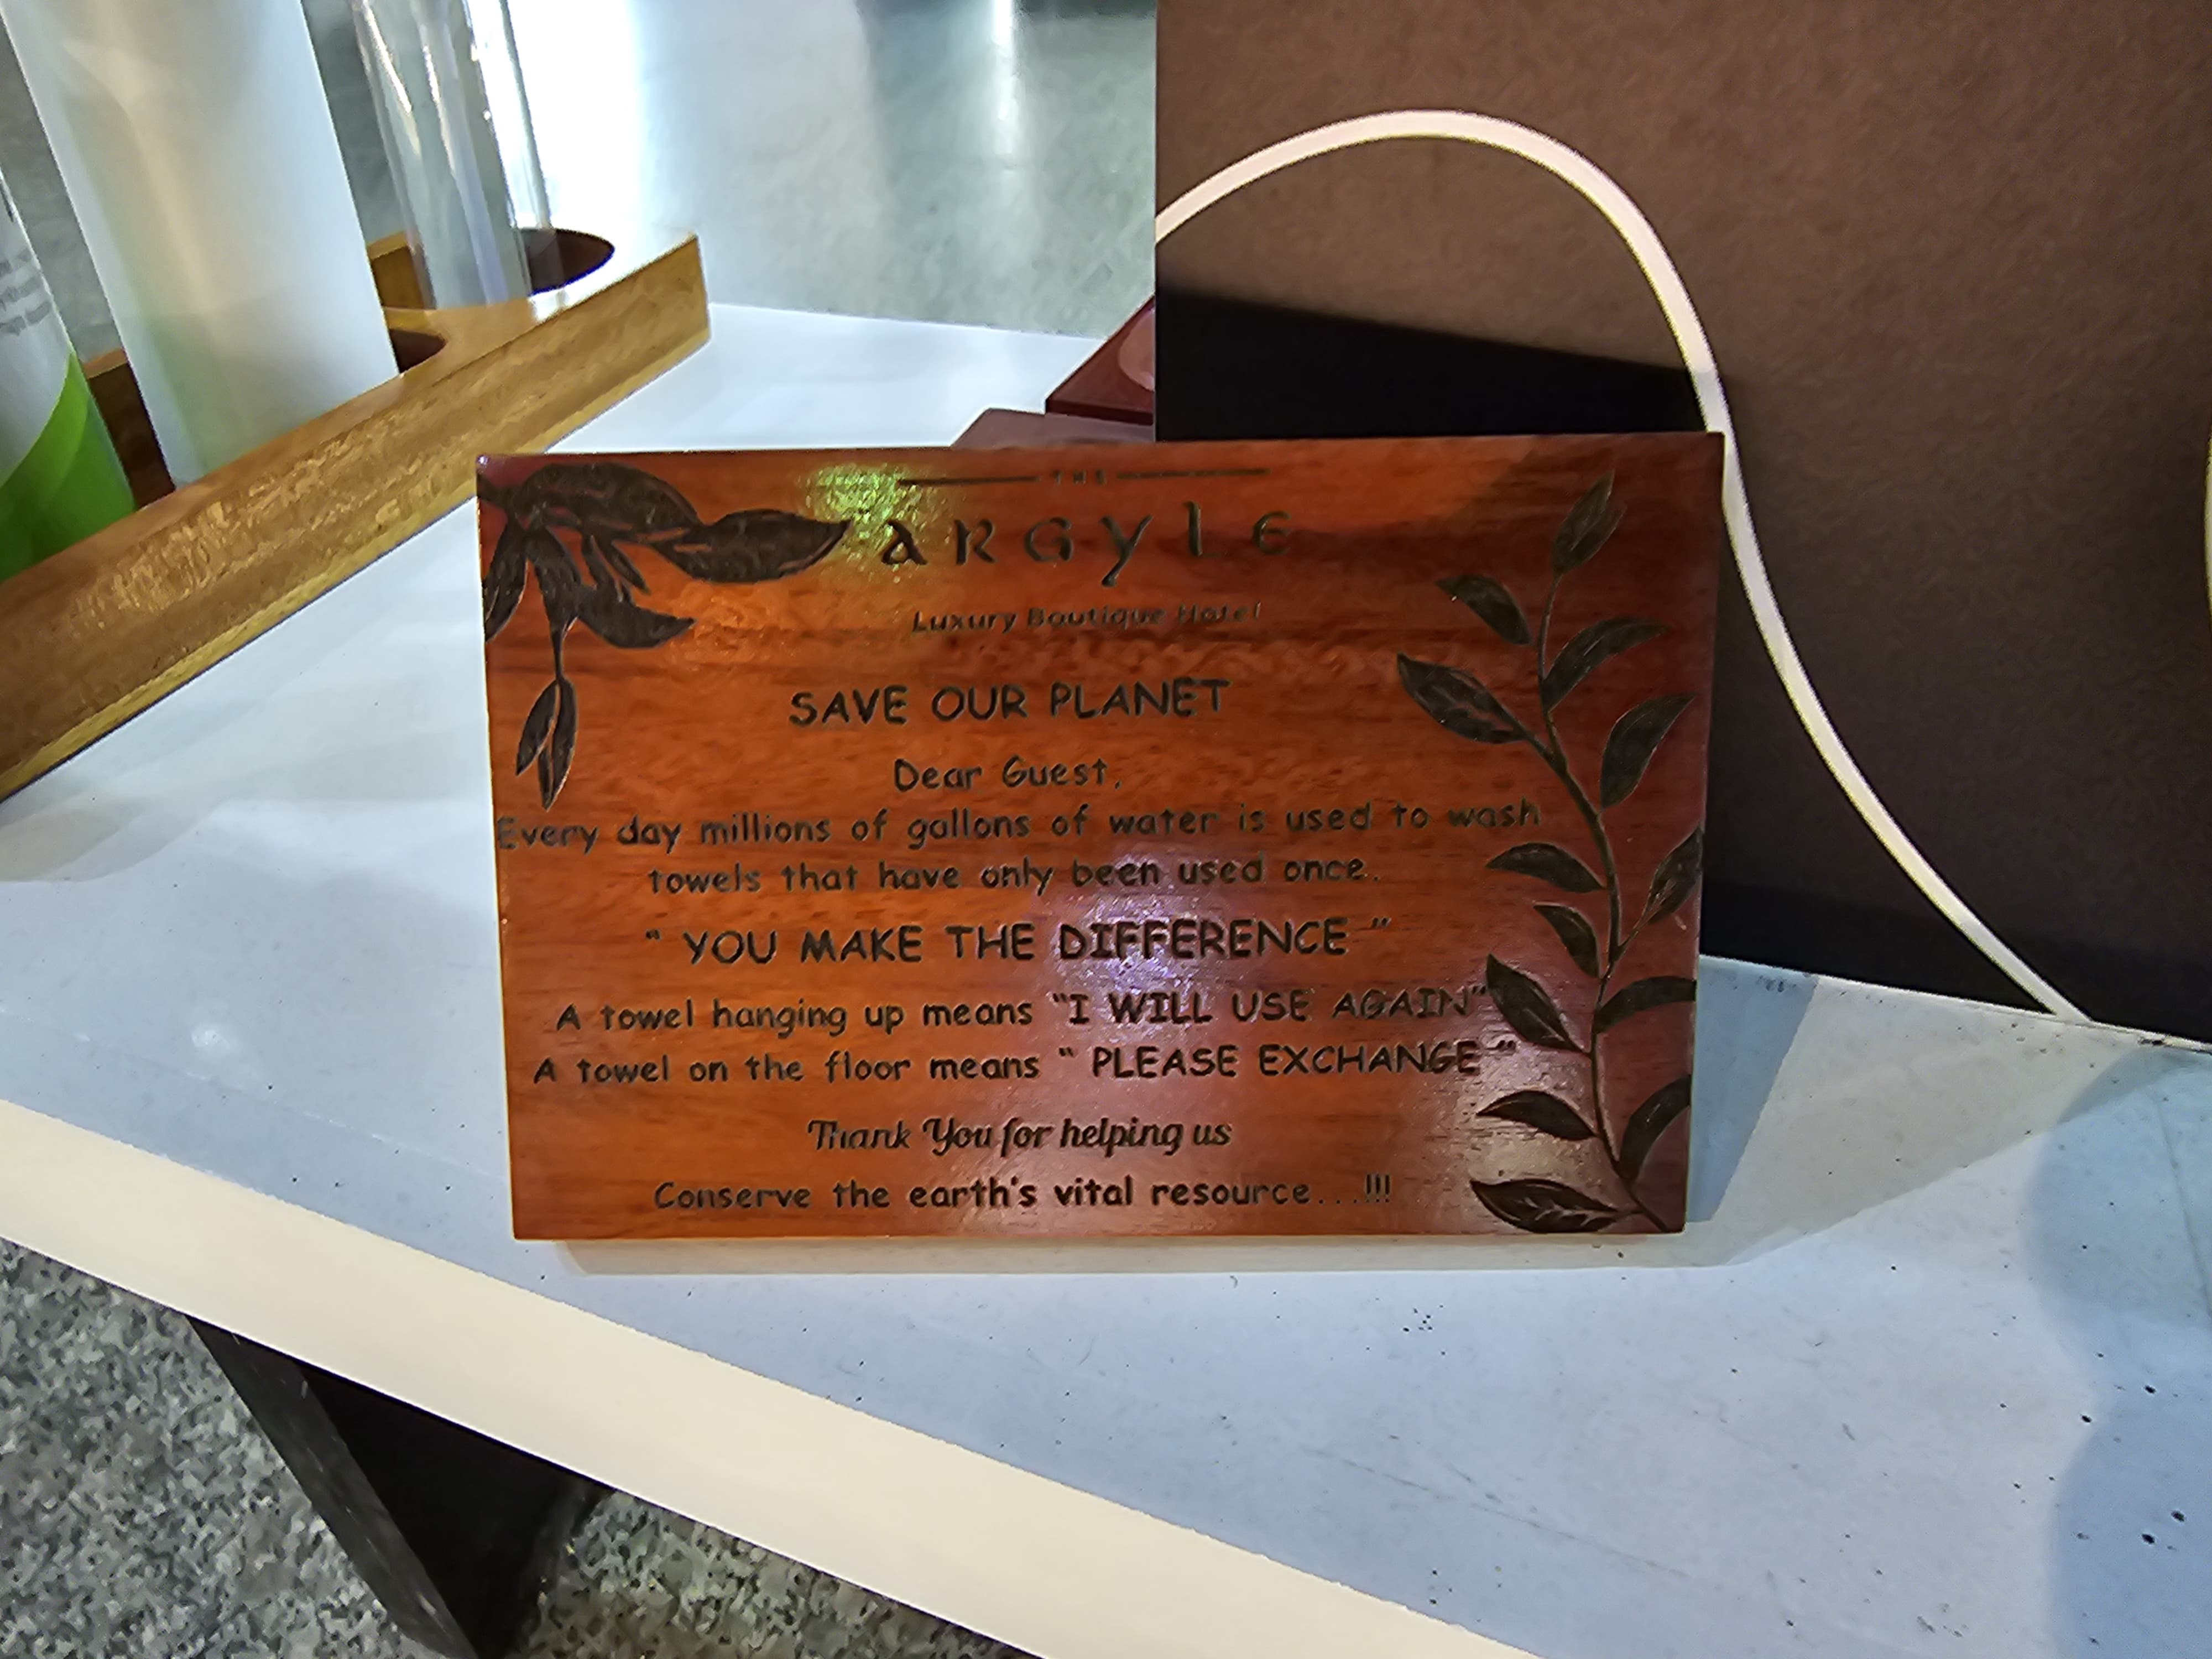 THE
ARGYLE
Luxury Boutique Hotel
SAVE OUR PLANET
Dear Guest,
Every day millions of gallons of water is used to wash
towels that have only been used once..
" YOU MAKE THE DIFFERENCE "
A towel hanging up means "I WILL USE AGAIN"
A towel on the floor means " PLEASE EXCHANGE "
Thank You for helping us
Conserve the earth's vital resource...!!!